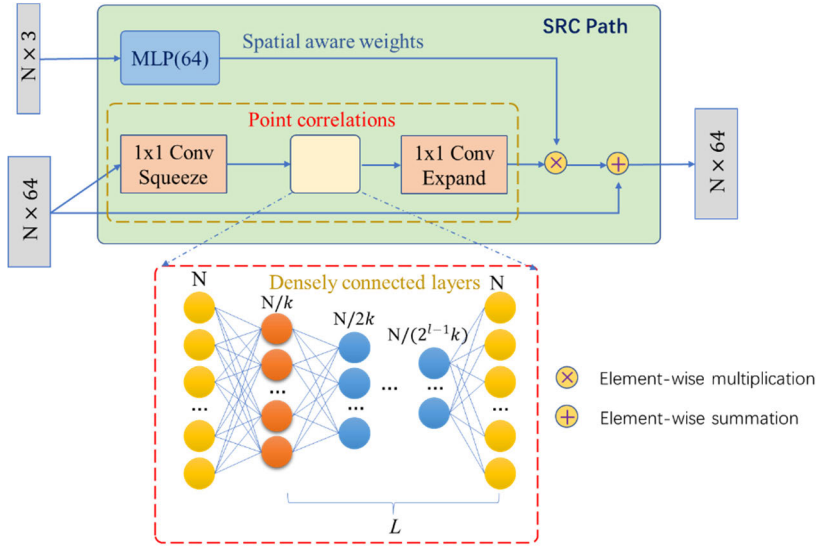 SRC Path
N × 3
MLP(64)
Spatial aware weights
Point correlations
1x1 Conv
Squeeze
1x1 Conv
Expand
×
+
N × 64
N × 64
Densely connected layers
N
N/k
N/2k
N/(2^{l−1}k)
N
...
...
...
...
...
...
...
L
× Element-wise multiplication
+ Element-wise summation